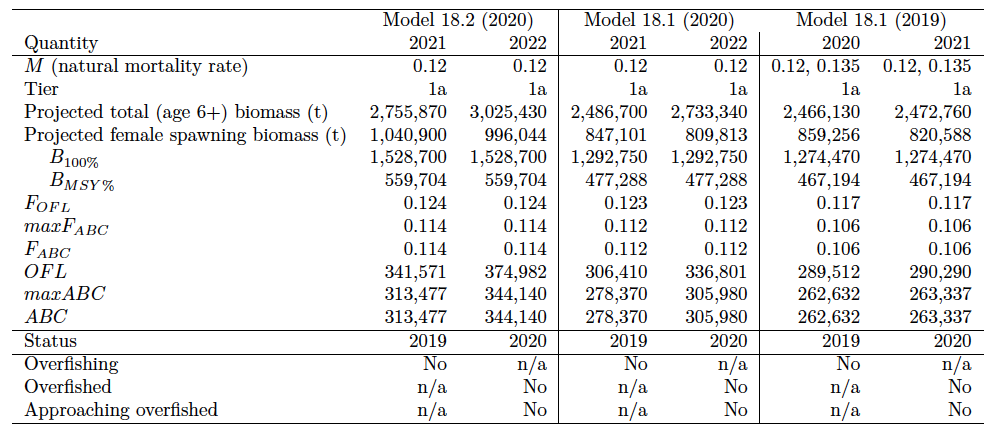 Model 18.2 (2020) Model 18.1 (2020) Model 18.1 (2019)
Quantity 2021 2022 2021 2022 2020 2021
M (natural mortality rate) 0.12 0.12 0.12 0.12 0.12, 0.135 0.12, 0.135
Tier 1a 1a 1a 1a 1a 1a
Projected total (age 6+) biomass (t) 2,755,870 3,025,430 2,486,700 2,733,340 2,466,130 2,472,760
Projected female spawning biomass (t) 1,040,900 996,044 847,101 809,813 859,256 820,588
B100% 1,528,700 1,528,700 1,292,750 1,292,750 1,274,470 1,274,470
BMSY% 559,704 559,704 477,288 477,288 467,194 467,194
FOFL 0.124 0.124 0.123 0.123 0.117 0.117
maxFABC 0.114 0.114 0.112 0.112 0.106 0.106
FABC 0.114 0.114 0.112 0.112 0.106 0.106
OFL 341,571 374,982 306,410 336,801 289,512 290,290
maxABC 313,477 344,140 278,370 305,980 262,632 263,337
ABC 313,477 344,140 278,370 305,980 262,632 263,337
Status 2019 2020 2019 2020 2019 2020
Overfishing No n/a No n/a No n/a
Overfished n/a No n/a No n/a No
Approaching overfished n/a No n/a No n/a No